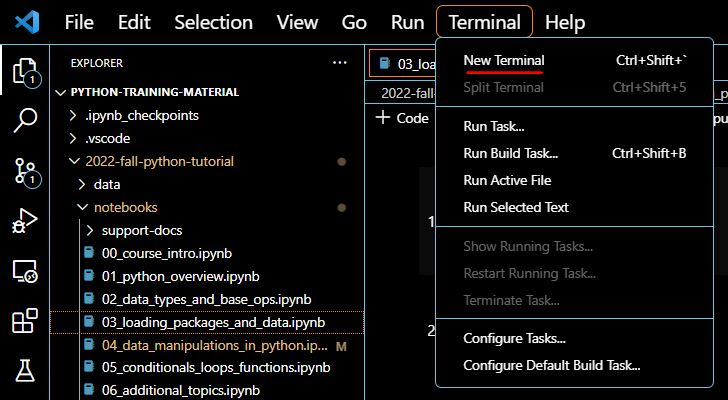 File Edit Selection View Go Run Terminal Help
EXPLORER ...
03_loa
New Terminal Ctrl+Shift+`
Split Terminal Ctrl+Shift+5
PYTHON-TRAINING-MATERIAL
2022-fall-
.ipynb_checkpoints
+ Code
.vscode
Run Task...
2022-fall-python-tutorial
Run Build Task... Ctrl+Shift+B
data
Run Active File
notebooks
Run Selected Text
support-docs
00_course_intro.ipynb
Show Running Tasks...
01_python_overview.ipynb
Restart Running Task...
02_data_types_and_base_ops.ipynb
Terminate Task...
03_loading_packages_and_data.ipynb
04_data_manipulations_in_python.ip... M
Configure Tasks...
05_conditionals_loops_functions.ipynb
Configure Default Build Task...
06_additional_topics.ipynb
1
1
1
2